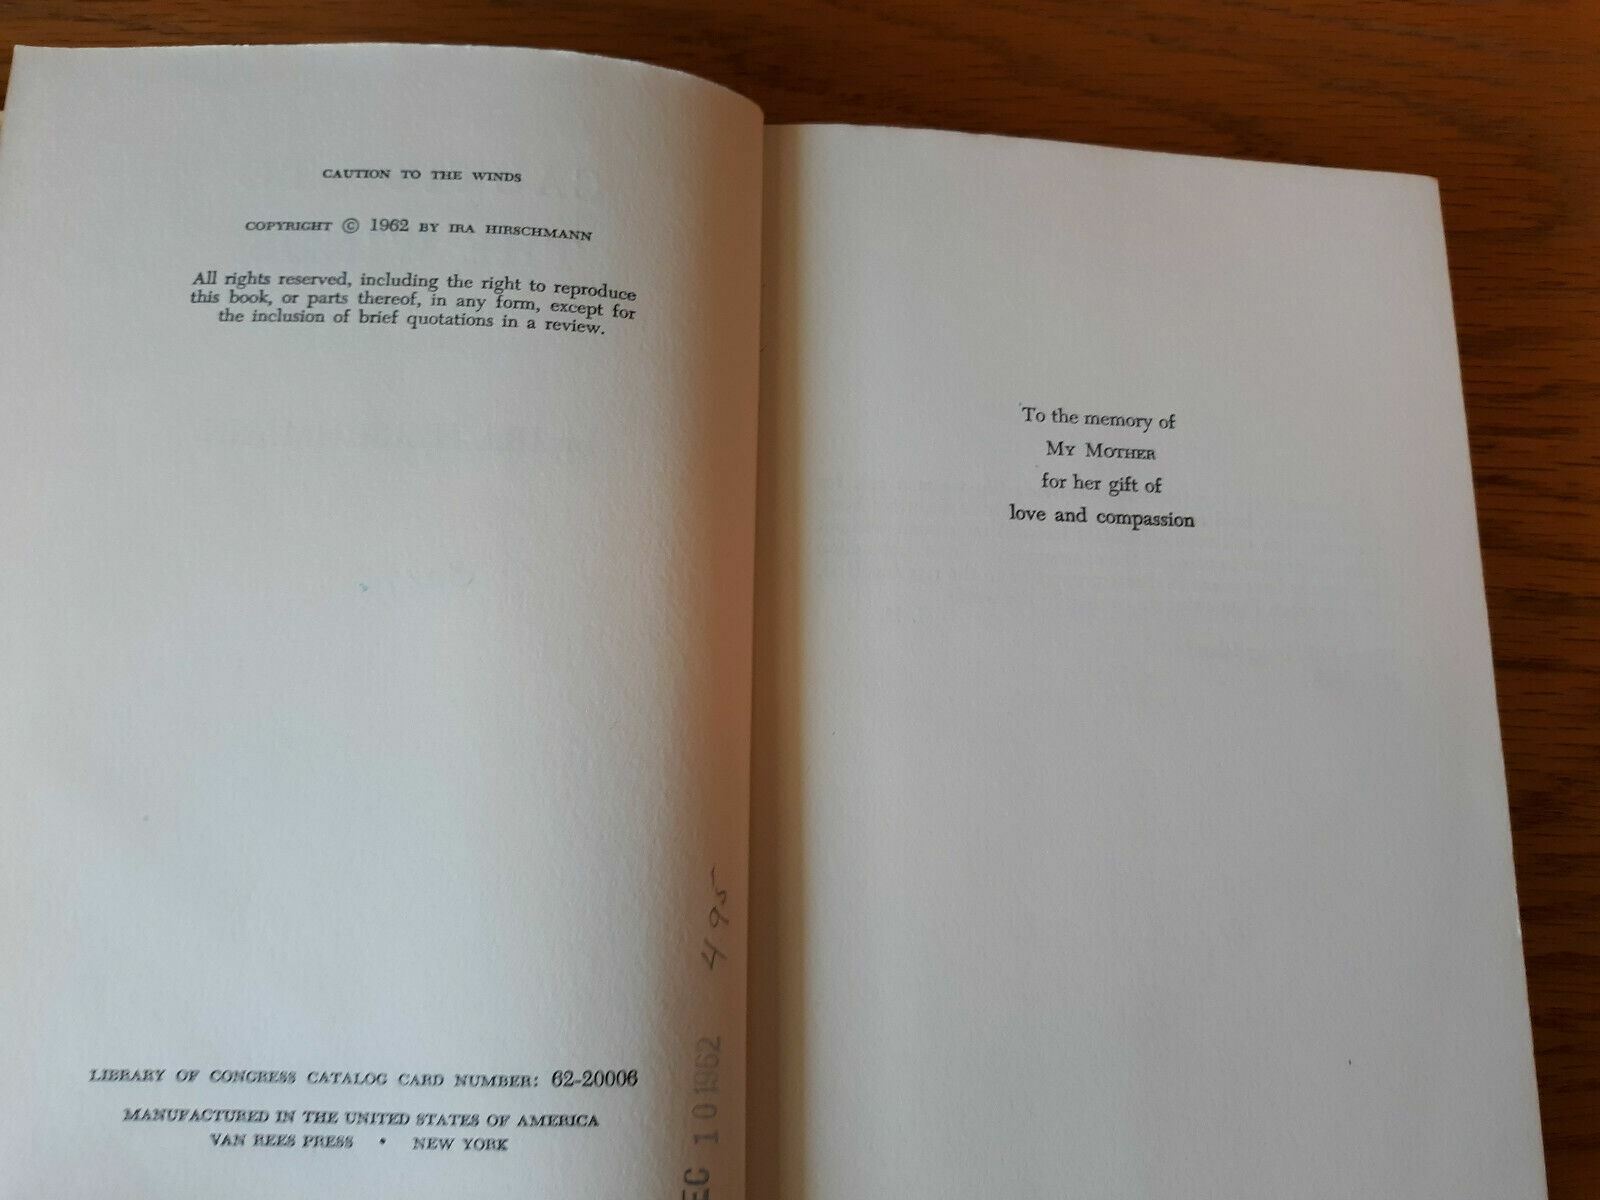 CAUTION TO THE WINDS
COPYRIGHT © 1962 BY IRA HIRSCHMANN
All rights reserved, including the right to reproduce
this book, or parts thereof, in any form, except for
the inclusion of brief quotations in a review.
495
EC 10 1962
LIBRARY OF CONGRESS CATALOG CARD NUMBER: 62-20006
MANUFACTURED IN THE UNITED STATES OF AMERICA
VAN REES PRESS • NEW YORK
To the memory of
MY MOTHER
for her gift of
love and compassion